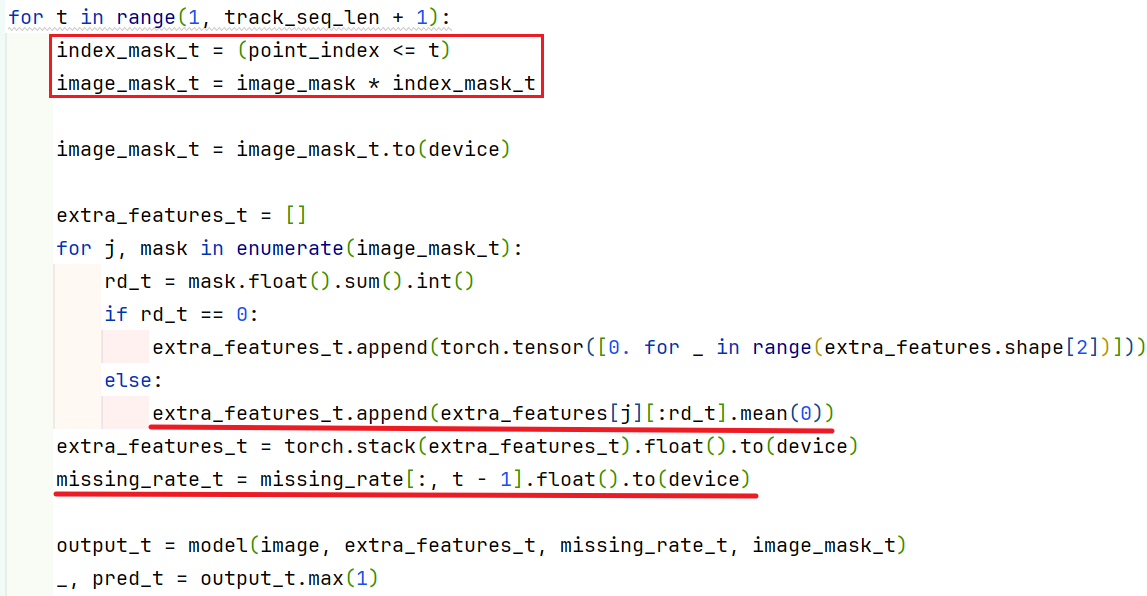 for t in range(1, track_seq_len + 1):
index_mask_t = (point_index <= t)
image_mask_t = image_mask * index_mask_t
image_mask_t = image_mask_t.to(device)
extra_features_t = []
for j, mask in enumerate(image_mask_t):
rd_t = mask.float().sum().int()
if rd_t == 0:
extra_features_t.append(torch.tensor([0. for _ in range(extra_features.shape[2])]))
else:
extra_features_t.append(extra_features[j][:rd_t].mean(0))
extra_features_t = torch.stack(extra_features_t).float().to(device)
missing_rate_t = missing_rate[:, t - 1].float().to(device)
output_t = model(image, extra_features_t, missing_rate_t, image_mask_t)
_, pred_t = output_t.max(1)